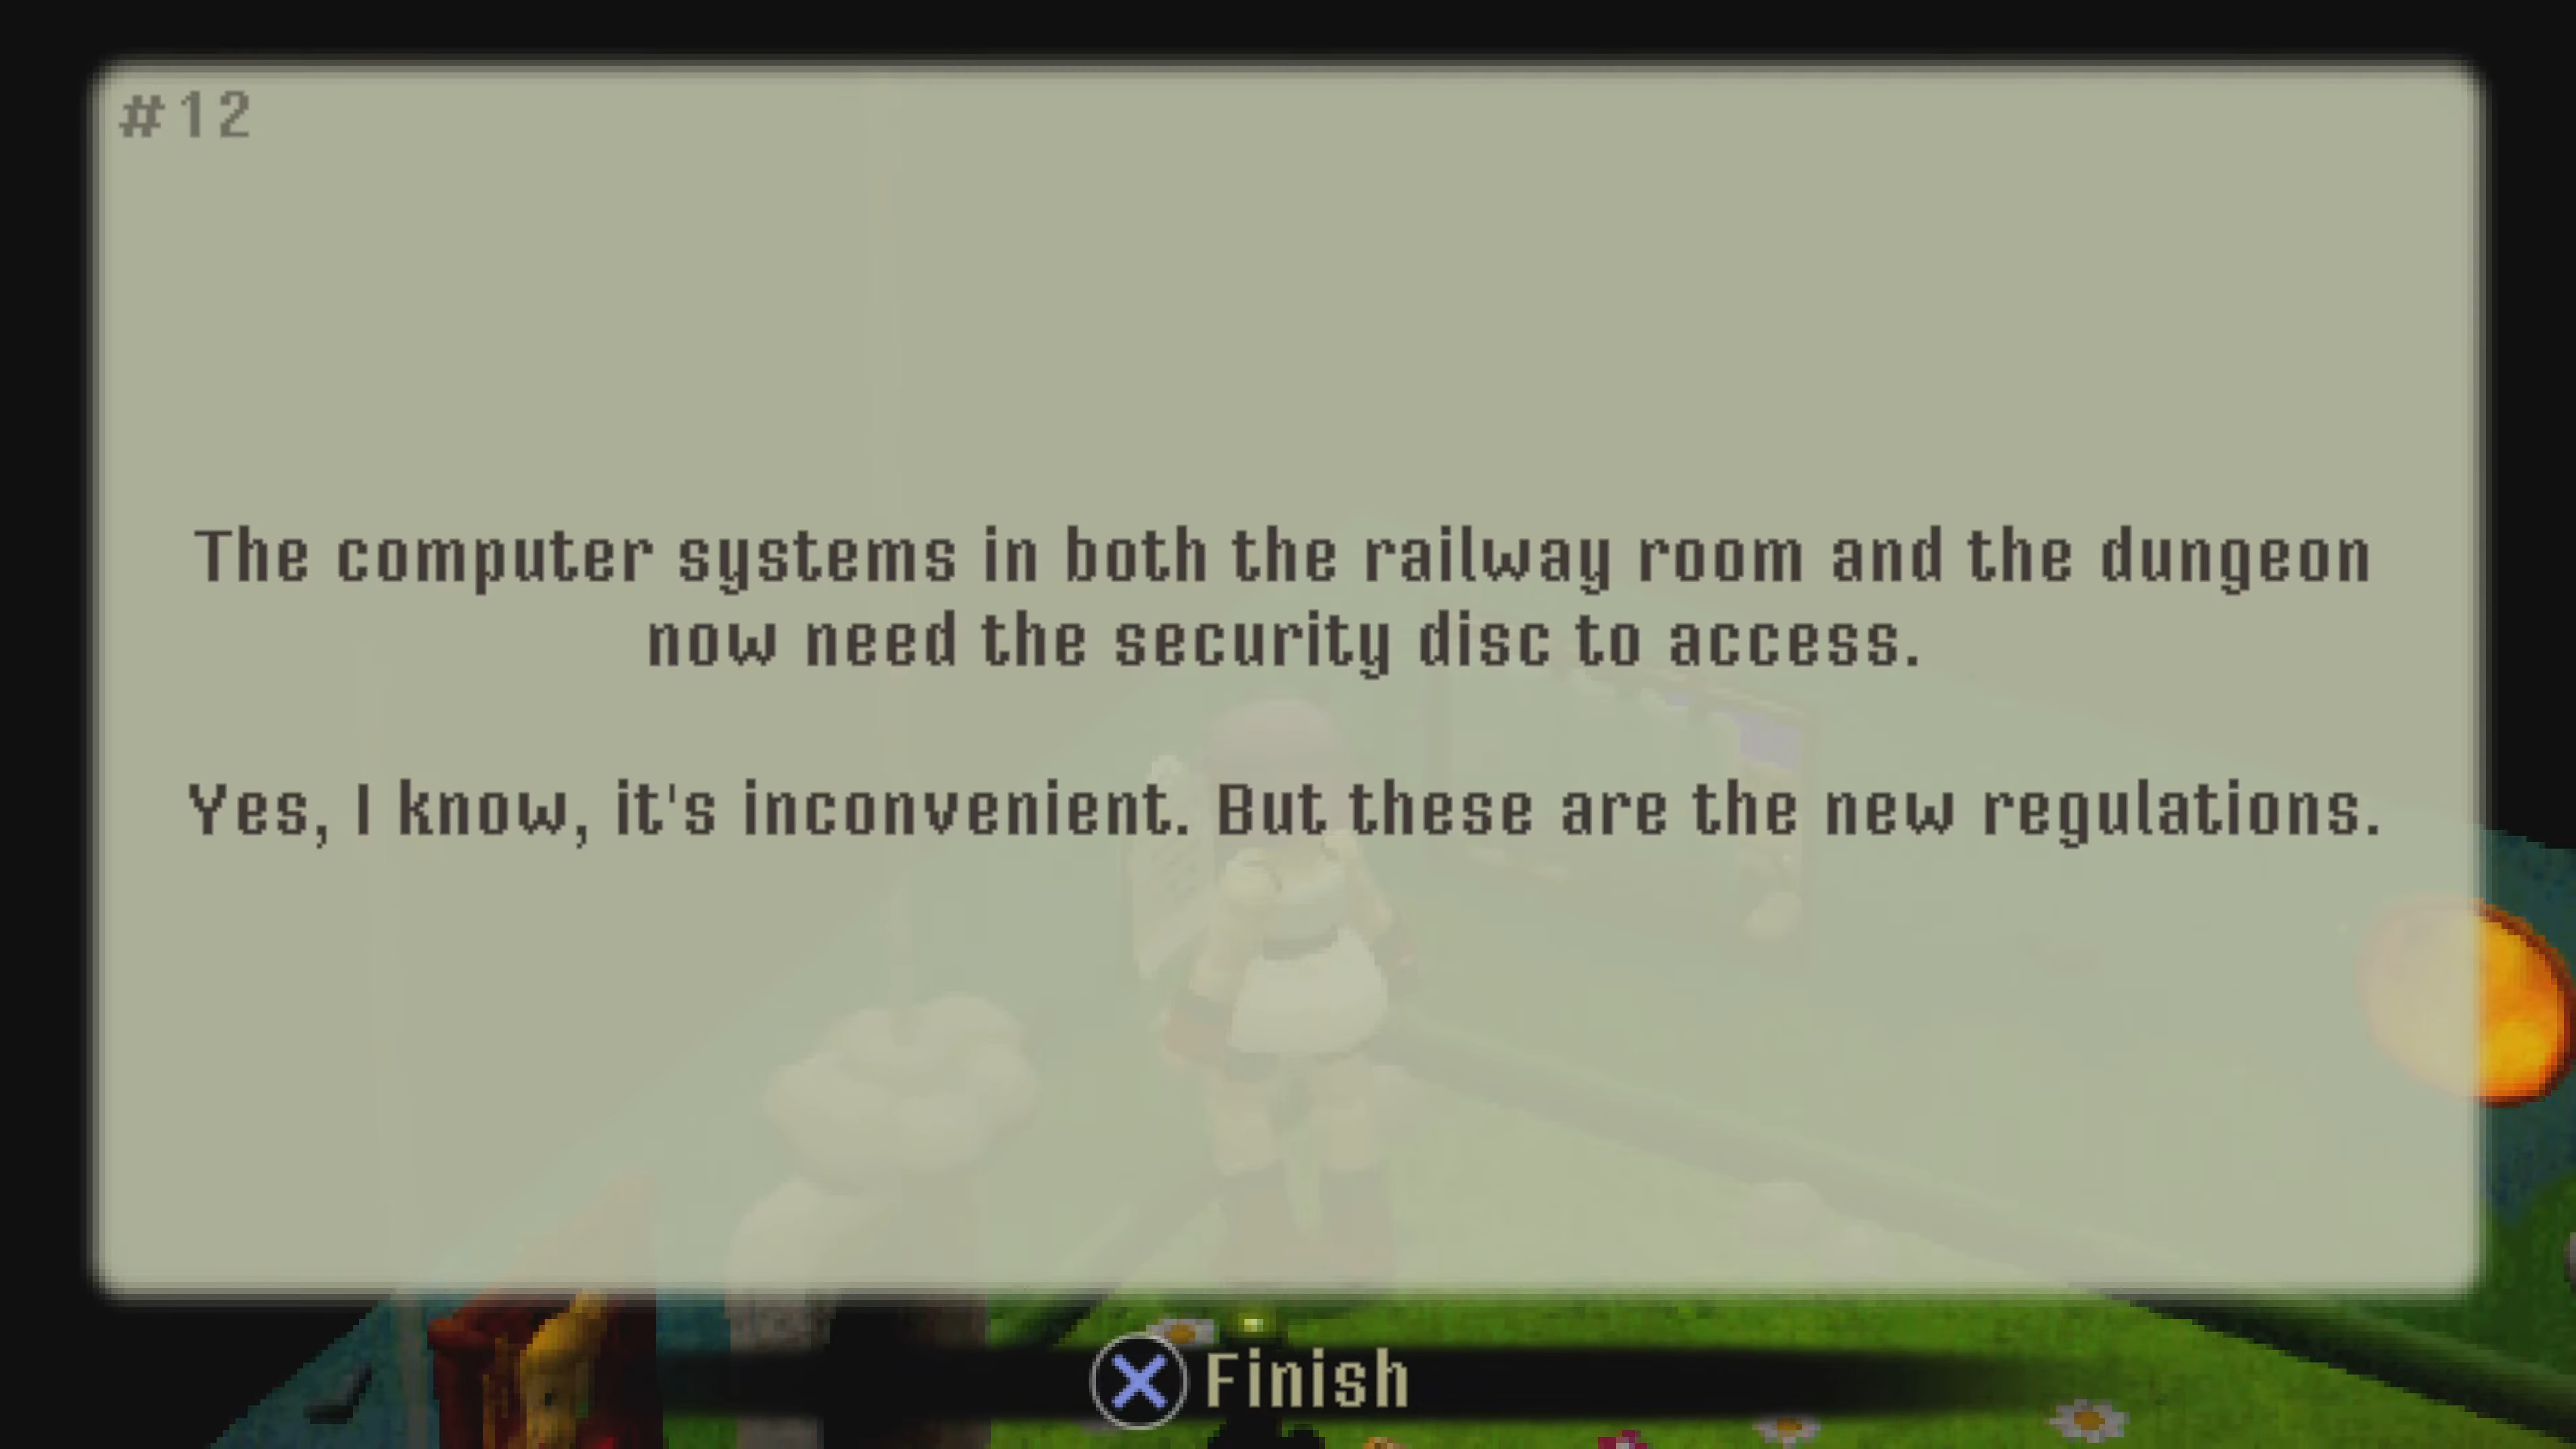 #12
The computer systems in both the railway room and the dungeon
now need the security disc to access.
Yes, I know, it's inconvenient. But these are the new regulations.
Finish